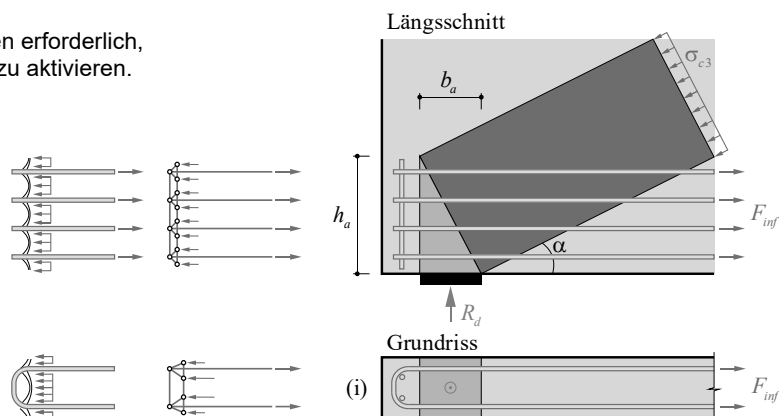 en erforderlich,
zu aktivieren.
Längsschnitt
σc3
ba
ha
Finf
α
Rd
Grundriss
(i)
Finf